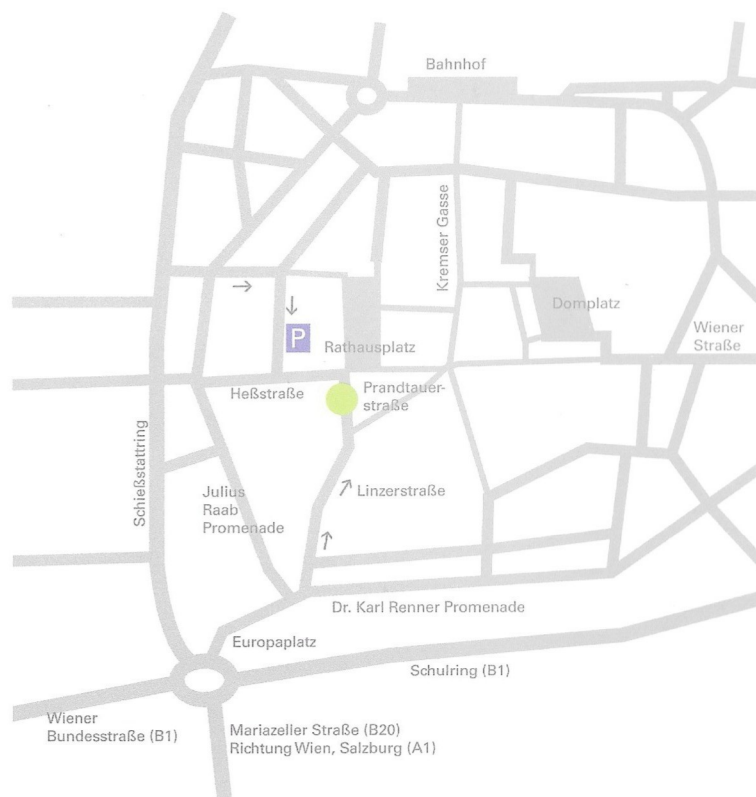 Bahnhof
Kremser Gasse
Domplatz
Wiener
Straße
P
Rathausplatz
Heßstraße
Prandtauer-
straße
Schießstattring
Julius
Raab
Promenade
Linzerstraße
Dr. Karl Renner Promenade
Europaplatz
Schulring (B1)
Wiener
Bundesstraße (B1)
Mariazeller Straße (B20)
Richtung Wien, Salzburg (A1)